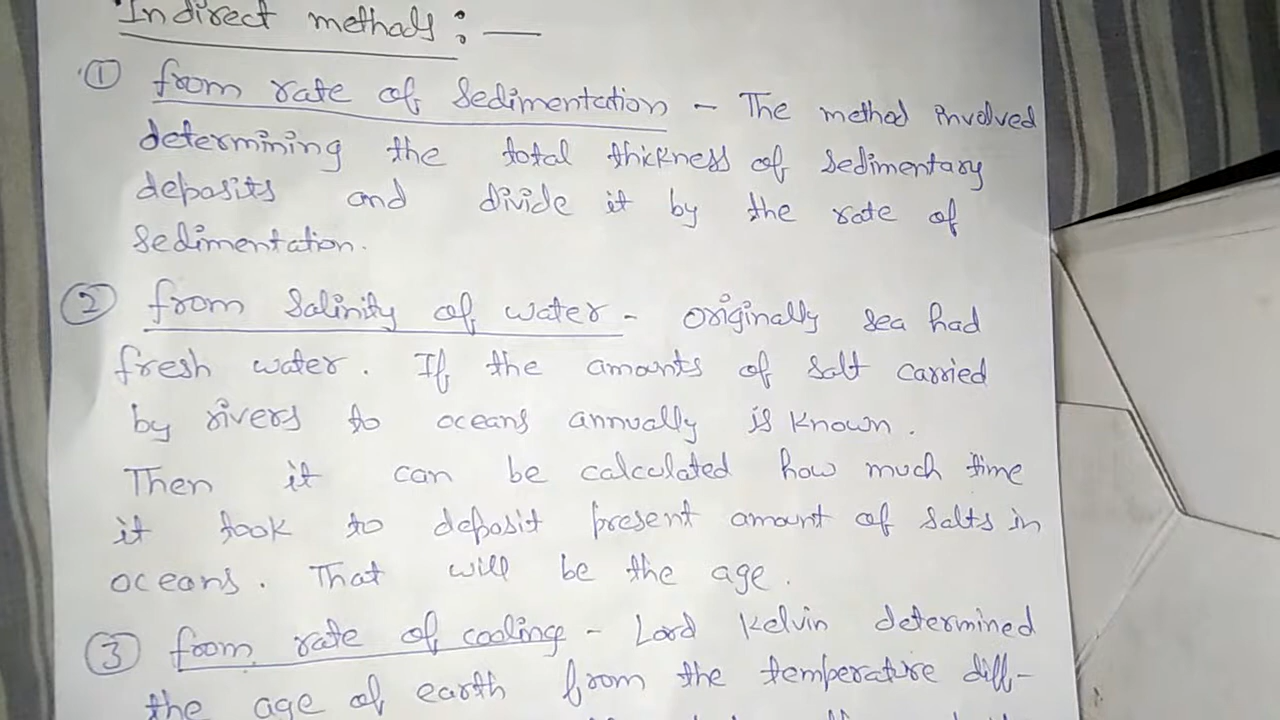 Indirect methods : —
① from rate of Sedimentation - The method involved
determining the total thickness of Sedimentary
deposits and divide it by the rate of
Sedimentation.
② from Salinity of water - Originally sea had
fresh water. If the amounts of salt carried
by rivers to oceans annually is known.
Then it can be calculated how much time
it took to deposit present amount of salts in
oceans. That will be the age.
③ from rate of cooling - Lord Kelvin determined
the age of earth from the temperature diff-